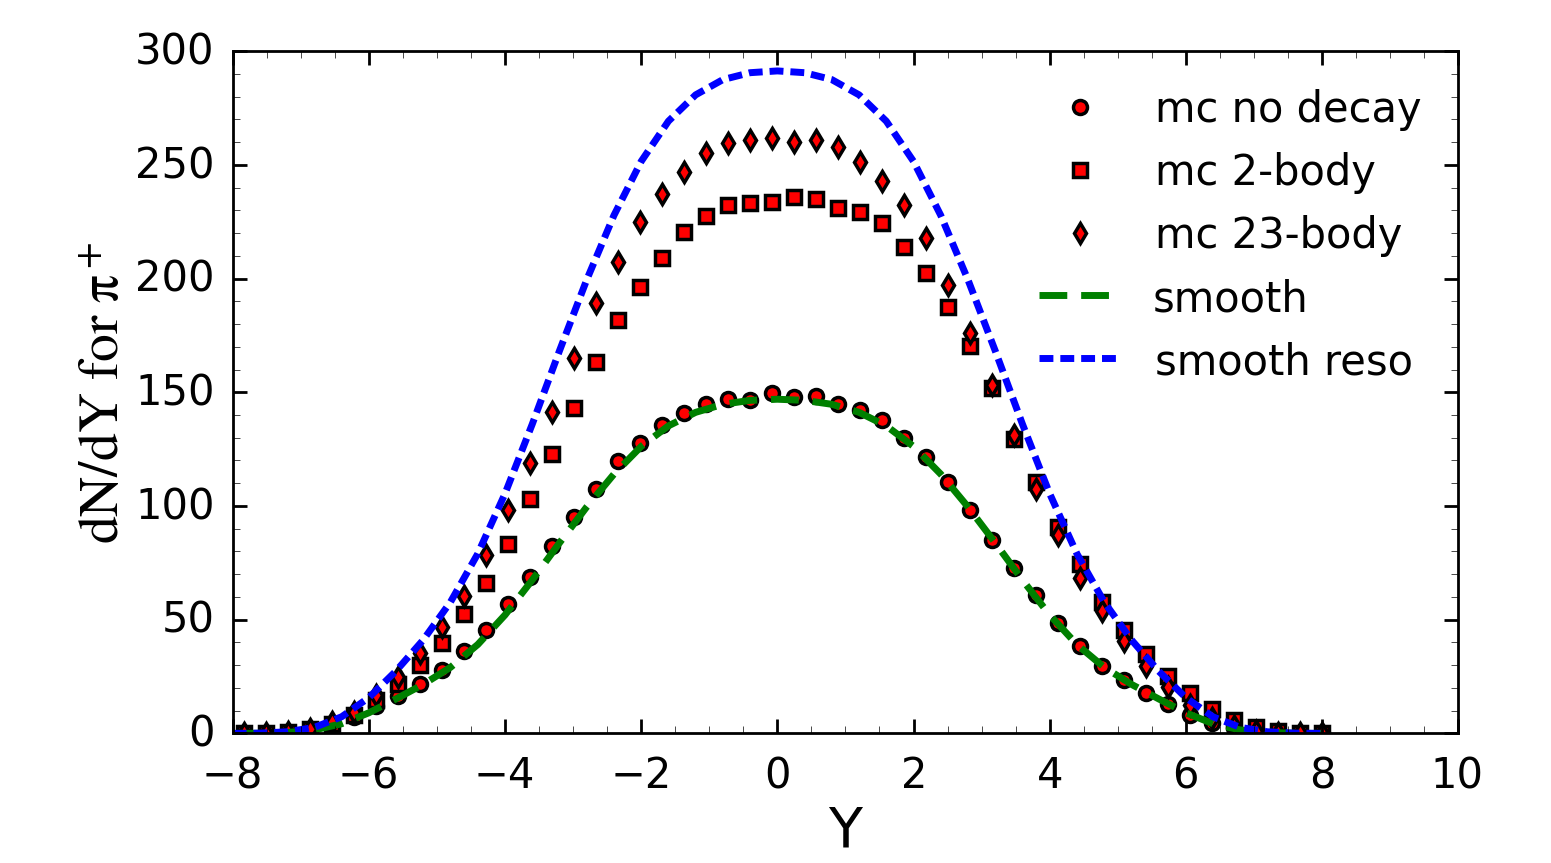 300
250
200
150
100
50
0
dN/dY for π⁺
mc no decay
mc 2-body
mc 23-body
smooth
smooth reso
−8 −6 −4 −2 0 2 4 6 8 10
Y